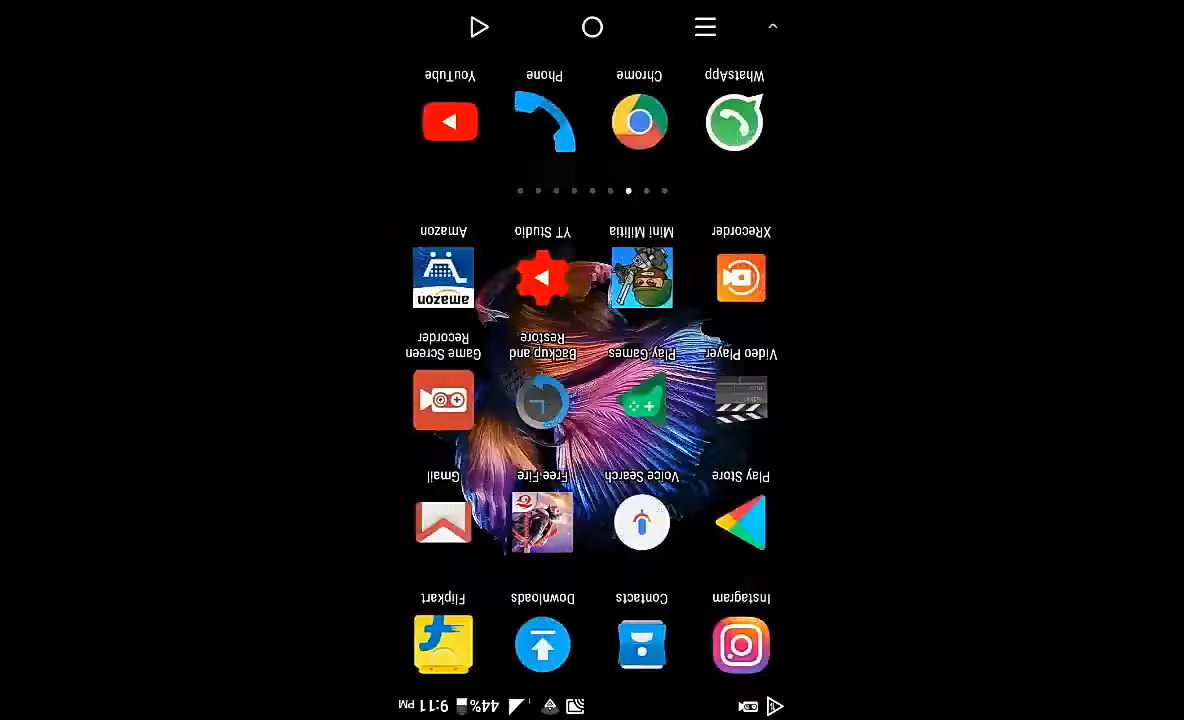 44% 9:11 PM
Instagram Contacts Downloads Flipkart
Play Store Voice Search Free Fire Gmail
Video Player Play Games Backup and Restore Game Screen Recorder
XRecorder Mini Militia YT Studio Amazon
amazon
WhatsApp Chrome Phone YouTube